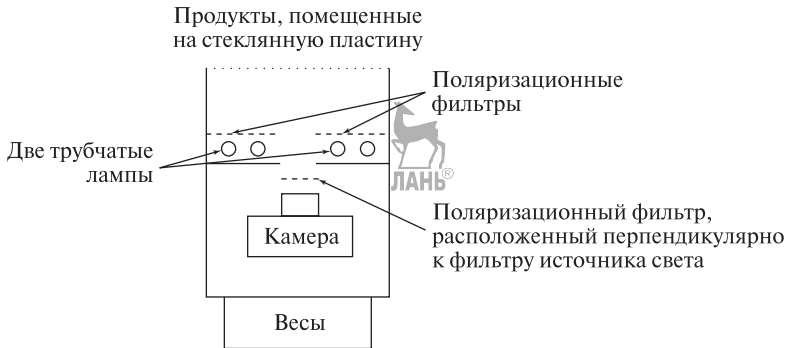 Продукты, помещенные
на стеклянную пластину
Поляризационные
фильтры
Две трубчатые
лампы
ЛАНЬ®
Поляризационный фильтр,
расположенный перпендикулярно
к фильтру источника света
Камера
Весы